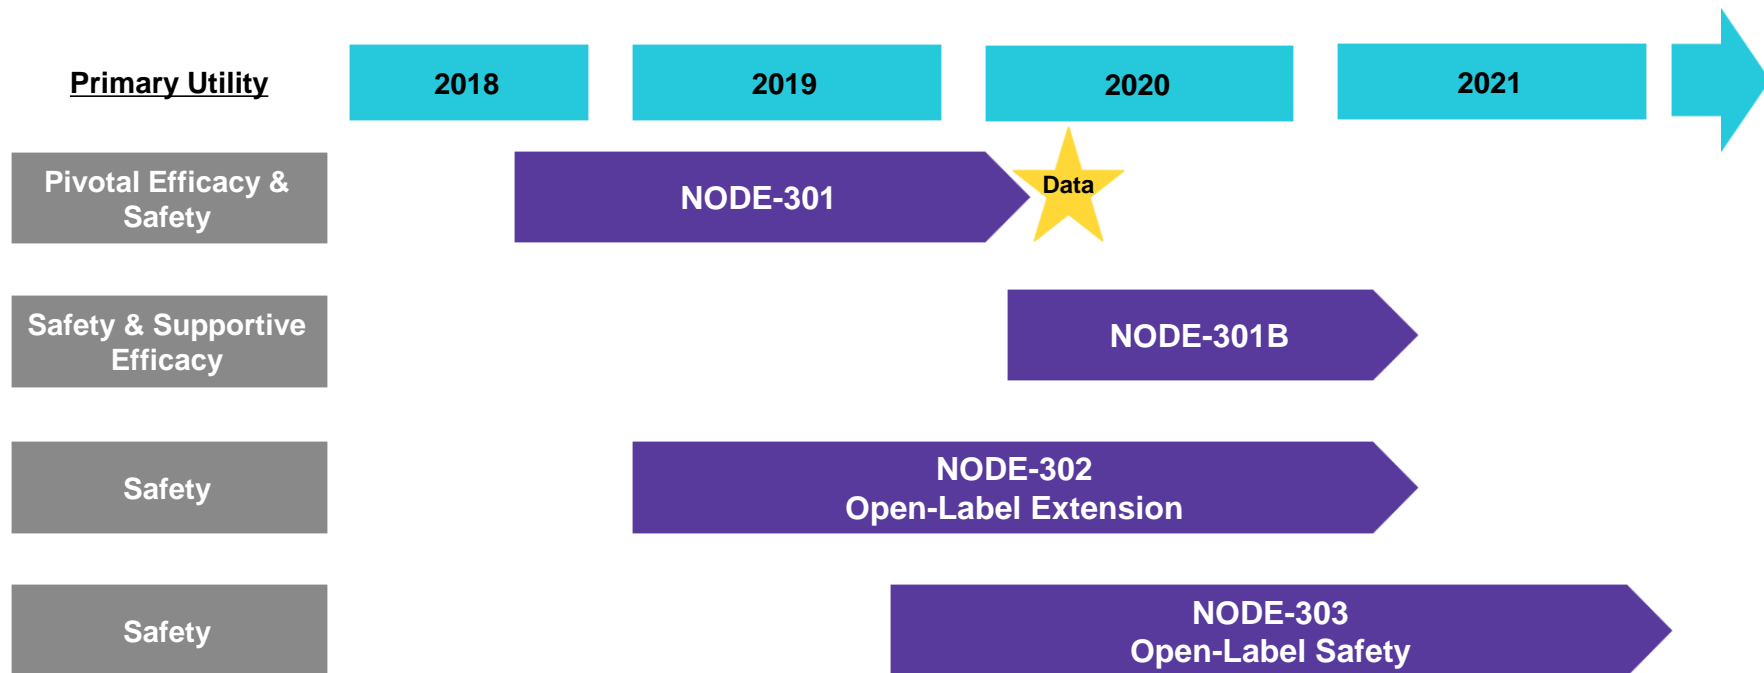 Primary Utility
2018
2019
2020
2021
Pivotal Efficacy &
Safety
NODE-301
Data
Safety & Supportive
Efficacy
NODE-301B
Safety
NODE-302
Open-Label Extension
Safety
NODE-303
Open-Label Safety